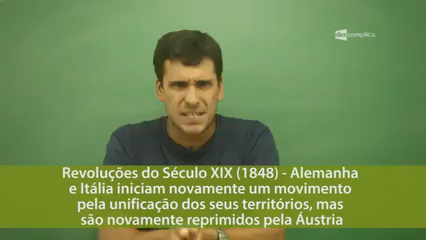 descomplica.
Revoluções do Século XIX (1848) - Alemanha
e Itália iniciam novamente um movimento
pela unificação dos seus territórios, mas
são novamente reprimidos pela Áustria